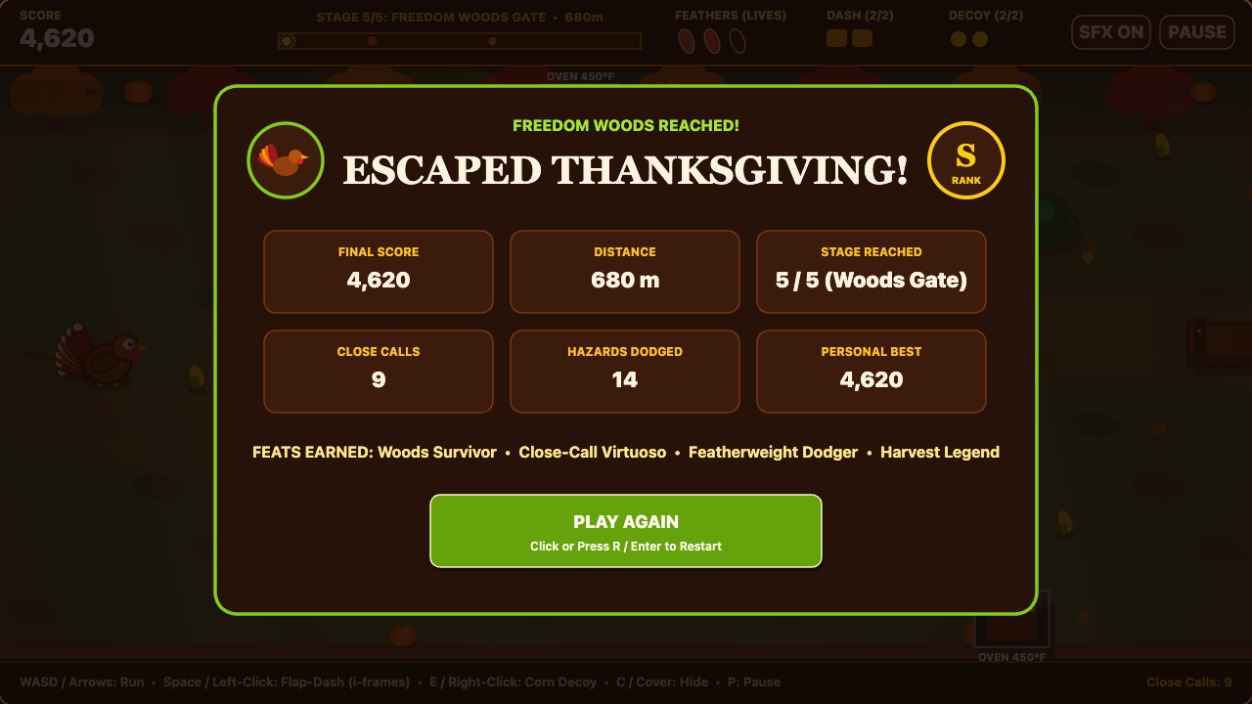 SCORE
4,620
STAGE 5/5: FREEDOM WOODS GATE • 680m
FEATHERS (LIVES)
DASH (2/2)
DECOY (2/2)
SFX ON
PAUSE
OVEN 450°F
FREEDOM WOODS REACHED!
ESCAPED THANKSGIVING!
S
RANK
FINAL SCORE
4,620
DISTANCE
680 m
STAGE REACHED
5 / 5 (Woods Gate)
CLOSE CALLS
9
HAZARDS DODGED
14
PERSONAL BEST
4,620
FEATS EARNED: Woods Survivor • Close-Call Virtuoso • Featherweight Dodger • Harvest Legend
PLAY AGAIN
Click or Press R / Enter to Restart
OVEN 450°F
WASD / Arrows: Run • Space / Left-Click: Flap-Dash (i-frames) • E / Right-Click: Corn Decoy • C / Cover: Hide • P: Pause
Close Calls: 9